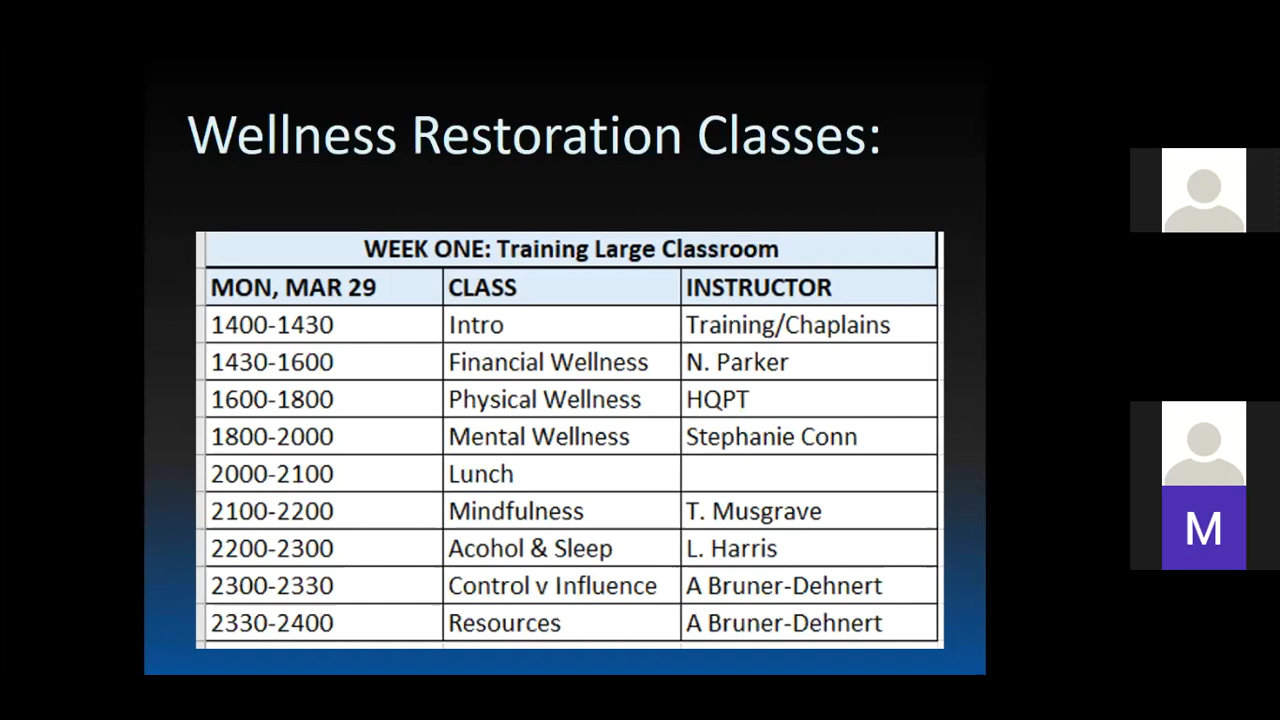 Wellness Restoration Classes:
WEEK ONE: Training Large Classroom
MON, MAR 29 CLASS INSTRUCTOR
1400-1430 Intro Training/Chaplains
1430-1600 Financial Wellness N. Parker
1600-1800 Physical Wellness HQPT
1800-2000 Mental Wellness Stephanie Conn
2000-2100 Lunch
2100-2200 Mindfulness T. Musgrave
2200-2300 Acohol & Sleep L. Harris
2300-2330 Control v Influence A Bruner-Dehnert
2330-2400 Resources A Bruner-Dehnert
M